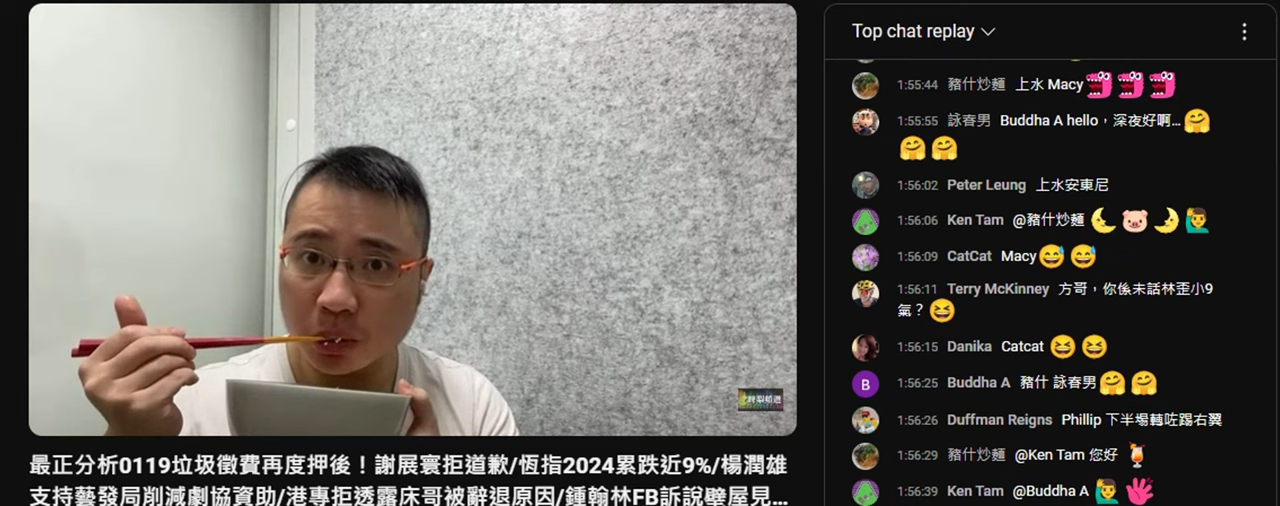 Top chat replay
1:55:44 豬什炒麵 上水 Macy
1:55:55 詠春男 Buddha A hello，深夜好啊...
1:56:02 Peter Leung 上水安東尼
1:56:06 Ken Tam @豬什炒麵
1:56:09 CatCat Macy
1:56:11 Terry McKinney 方哥，你係未話林歪小9
氣？
1:56:15 Danika Catcat
1:56:25 Buddha A 豬什 詠春男
1:56:26 Duffman Reigns Phillip 下半場轉咗踢右翼
1:56:29 豬什炒麵 @Ken Tam 您好
1:56:39 Ken Tam @Buddha A
B
最正分析0119垃圾徵費再度押後！謝展寰拒道歉/恆指2024累跌近9%/楊潤雄
支持藝發局削減劇協資助/港專拒透露床哥被辭退原因/鍾翰林FB訴說壁屋見...